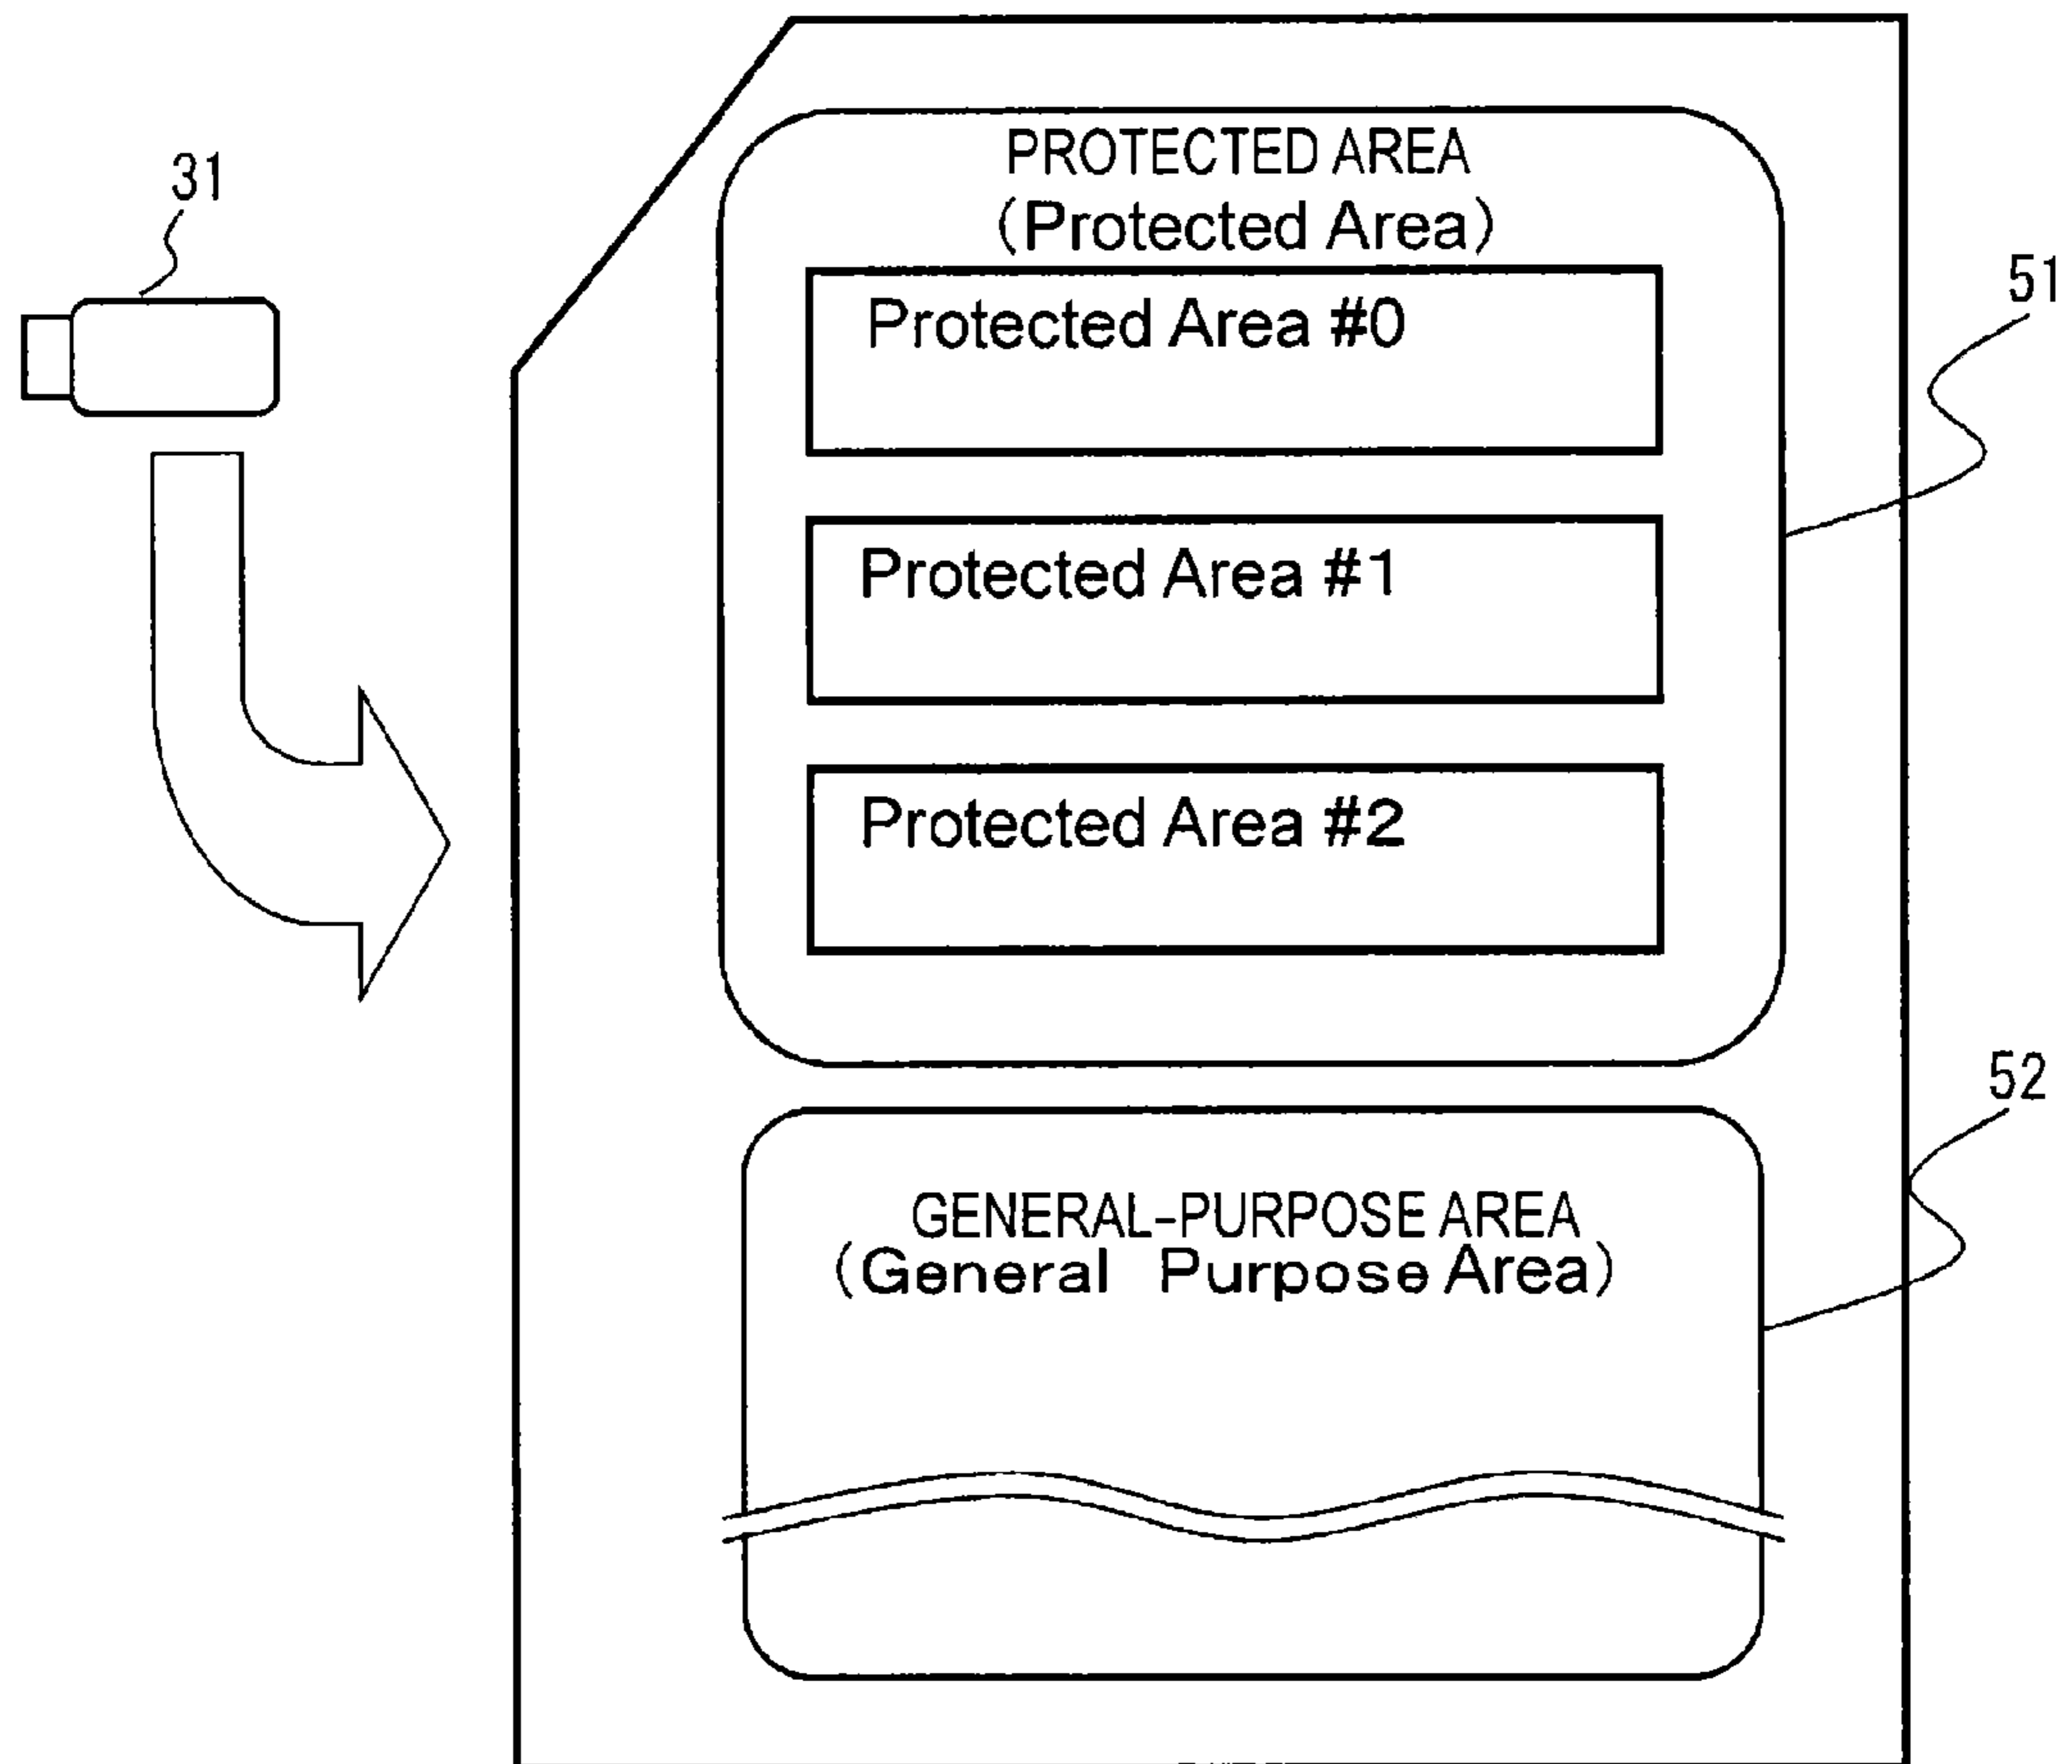 31
PROTECTED AREA
(Protected Area)
51
Protected Area #0
Protected Area #1
Protected Area #2
52
GENERAL-PURPOSE AREA
(General Purpose Area)